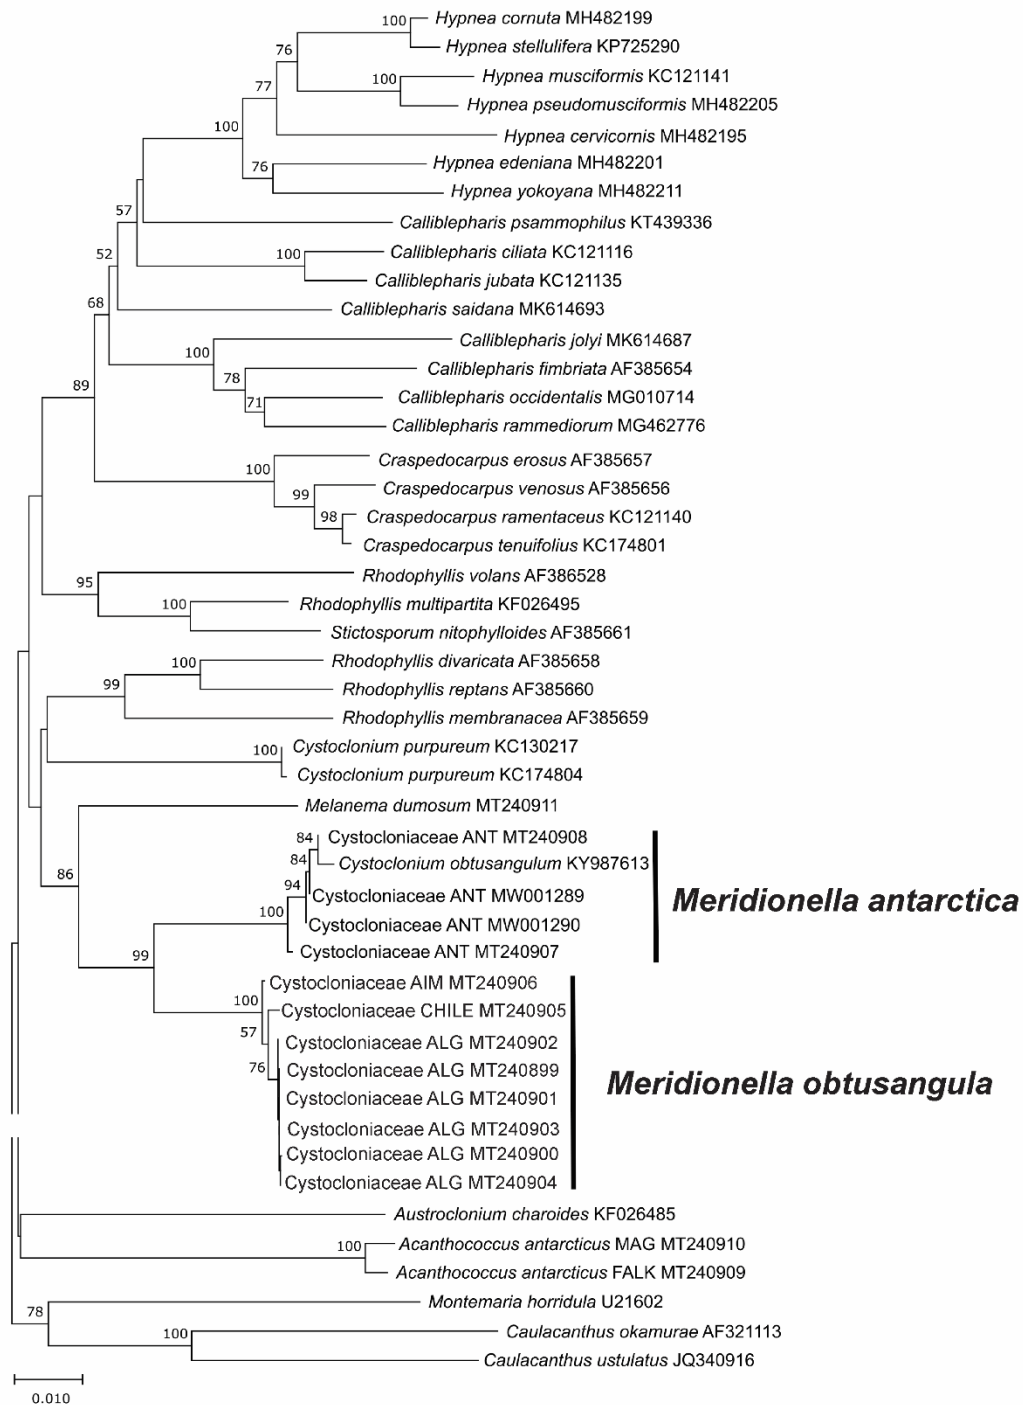 100 Hypnea cornuta MH482199
Hypnea stellulifera KP725290
76
100 Hypnea musciformis KC121141
77
Hypnea pseudomusciformis MH482205
100
Hypnea cervicornis MH482195
76 Hypnea edeniana MH482201
Hypnea yokoyana MH482211
57
Calliblepharis psammophilus KT439336
52
100 Calliblepharis ciliata KC121116
Calliblepharis jubata KC121135
68
Calliblepharis saidana MK614693
100 Calliblepharis jolyi MK614687
78 Calliblepharis fimbriata AF385654
89
71 Calliblepharis occidentalis MG010714
Calliblepharis rammediorum MG462776
100 Craspedocarpus erosus AF385657
99 Craspedocarpus venosus AF385656
98 Craspedocarpus ramentaceus KC121140
Craspedocarpus tenuifolius KC174801
95 Rhodophyllis volans AF386528
100 Rhodophyllis multipartita KF026495
Stictosporum nitophylloides AF385661
100 Rhodophyllis divaricata AF385658
99 Rhodophyllis reptans AF385660
Rhodophyllis membranacea AF385659
100 Cystoclonium purpureum KC130217
Cystoclonium purpureum KC174804
Melanema dumosum MT240911
84 Cystocloniaceae ANT MT240908
84 Cystoclonium obtusangulum KY987613
86
94 Cystocloniaceae ANT MW001289
Meridionella antarctica
100 Cystocloniaceae ANT MW001290
99 Cystocloniaceae ANT MT240907
Cystocloniaceae AIM MT240906
100 Cystocloniaceae CHILE MT240905
57 Cystocloniaceae ALG MT240902
76 Cystocloniaceae ALG MT240899
Meridionella obtusangula
Cystocloniaceae ALG MT240901
Cystocloniaceae ALG MT240903
Cystocloniaceae ALG MT240900
Cystocloniaceae ALG MT240904
Austroclonium charoides KF026485
100 Acanthococcus antarcticus MAG MT240910
Acanthococcus antarcticus FALK MT240909
78 Montemaria horridula U21602
100 Caulacanthus okamurae AF321113
Caulacanthus ustulatus JQ340916
0.010